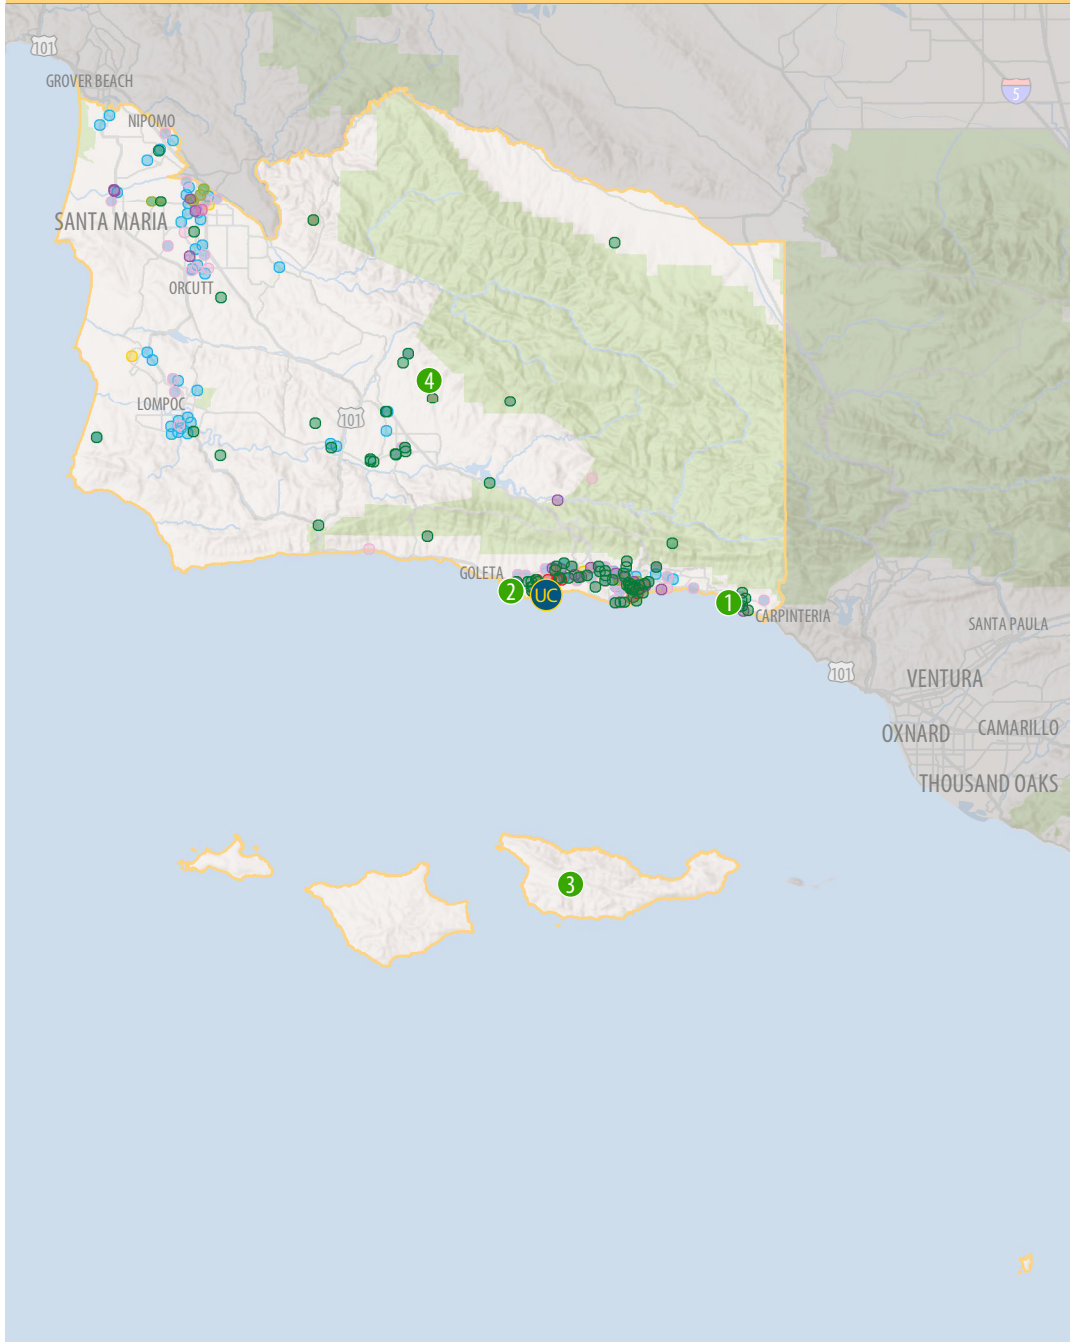 101
GROVER BEACH
5
NIPOMO
SANTA MARIA
ORCUTT
4
LOMPOC
101
GOLETA
2
UC
1
CARPINTERIA
SANTA PAULA
101
VENTURA
OXNARD
CAMARILLO
THOUSAND OAKS
3